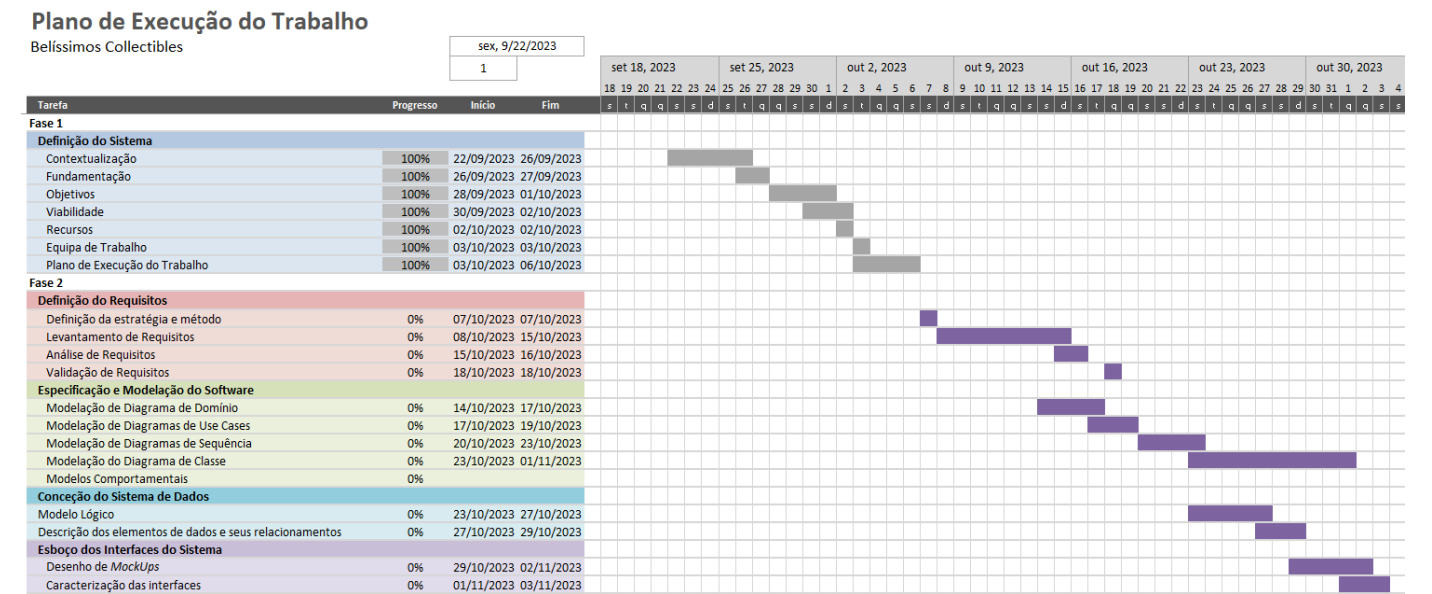 Plano de Execução do Trabalho
Belíssimos Collectibles
sex, 9/22/2023
1
set 18, 2023 set 25, 2023 out 2, 2023 out 9, 2023 out 16, 2023 out 23, 2023 out 30, 2023
18 19 20 21 22 23 24 25 26 27 28 29 30 1 2 3 4 5 6 7 8 9 10 11 12 13 14 15 16 17 18 19 20 21 22 23 24 25 26 27 28 29 30 31 1 2 3 4
Tarefa Progresso Início Fim s t q q s s d s t q q s s d s t q q s s d s t q q s s d s t q q s s d s t q q s s d s t q q s s
Fase 1
Definição do Sistema
Contextualização 100% 22/09/2023 26/09/2023
Fundamentação 100% 26/09/2023 27/09/2023
Objetivos 100% 28/09/2023 01/10/2023
Viabilidade 100% 30/09/2023 02/10/2023
Recursos 100% 02/10/2023 02/10/2023
Equipa de Trabalho 100% 03/10/2023 03/10/2023
Plano de Execução do Trabalho 100% 03/10/2023 06/10/2023
Fase 2
Definição do Requisitos
Definição da estratégia e método 0% 07/10/2023 07/10/2023
Levantamento de Requisitos 0% 08/10/2023 15/10/2023
Análise de Requisitos 0% 15/10/2023 16/10/2023
Validação de Requisitos 0% 18/10/2023 18/10/2023
Especificação e Modelação do Software
Modelação de Diagrama de Domínio 0% 14/10/2023 17/10/2023
Modelação de Diagramas de Use Cases 0% 17/10/2023 19/10/2023
Modelação de Diagramas de Sequência 0% 20/10/2023 23/10/2023
Modelação do Diagrama de Classe 0% 23/10/2023 01/11/2023
Modelos Comportamentais 0%
Conceção do Sistema de Dados
Modelo Lógico 0% 23/10/2023 27/10/2023
Descrição dos elementos de dados e seus relacionamentos 0% 27/10/2023 29/10/2023
Esboço dos Interfaces do Sistema
Desenho de MockUps 0% 29/10/2023 02/11/2023
Caracterização das interfaces 0% 01/11/2023 03/11/2023